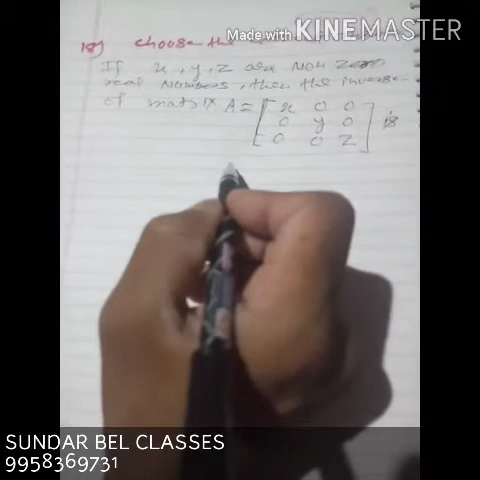 Made with KINEMASTER
18) Choose the
If x, y, z are non zero
real numbers, then the inverse
of matrix A = [ x 0 0
0 y 0
0 0 z ] is
SUNDAR BEL CLASSES
9958369731